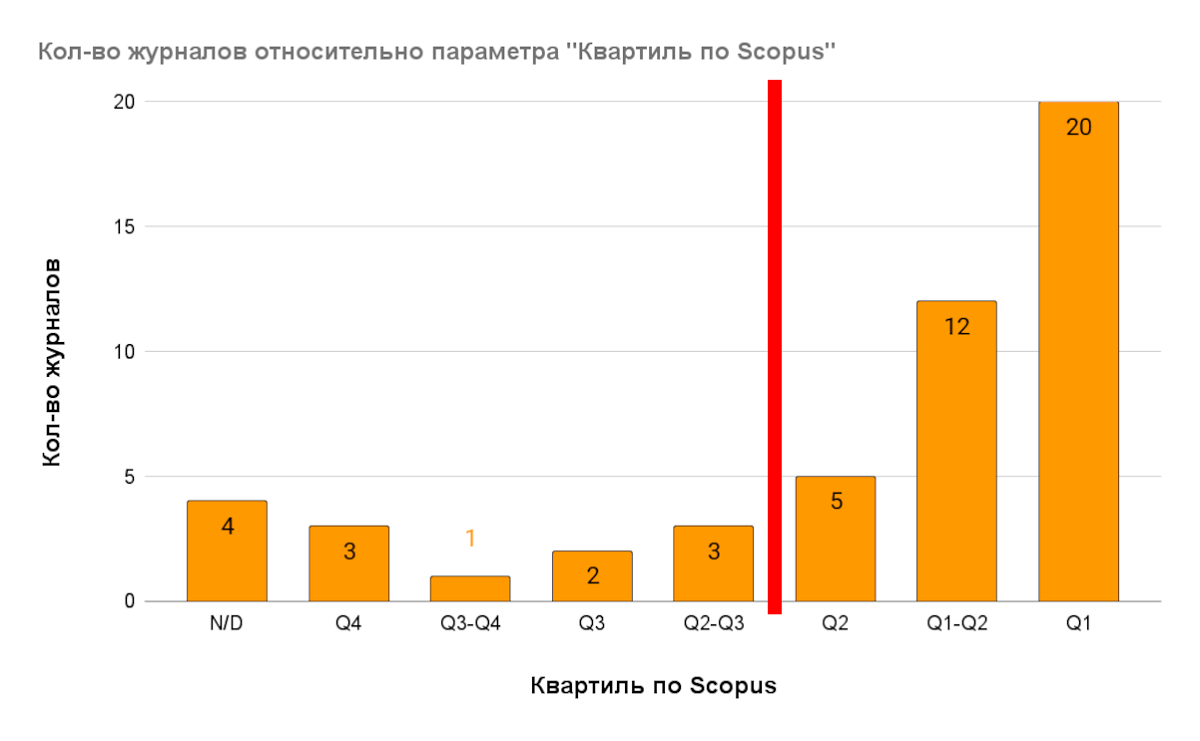 Кол-во журналов относительно параметра "Квартиль по Scopus"
Кол-во журналов
20
15
10
5
0
4
3
1
2
3
5
12
20
N/D
Q4
Q3-Q4
Q3
Q2-Q3
Q2
Q1-Q2
Q1
Квартиль по Scopus